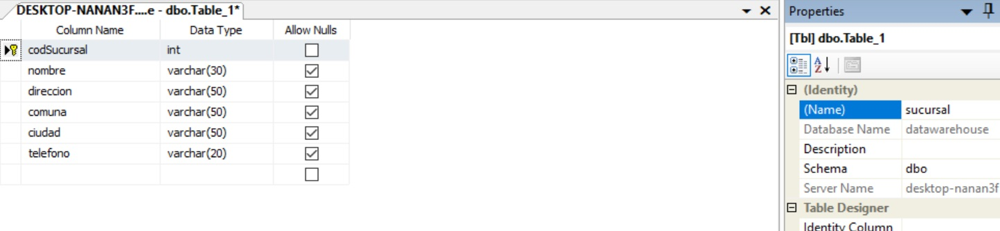 DESKTOP-NANAN3F....e - dbo.Table_1*
Column Name Data Type Allow Nulls
codSucursal int
nombre varchar(30)
direccion varchar(50)
comuna varchar(50)
ciudad varchar(50)
telefono varchar(20)
Properties
[Tbl] dbo.Table_1
A
Z
(Identity)
(Name) sucursal
Database Name datawarehouse
Description
Schema dbo
Server Name desktop-nanan3f
Table Designer
Identity Column